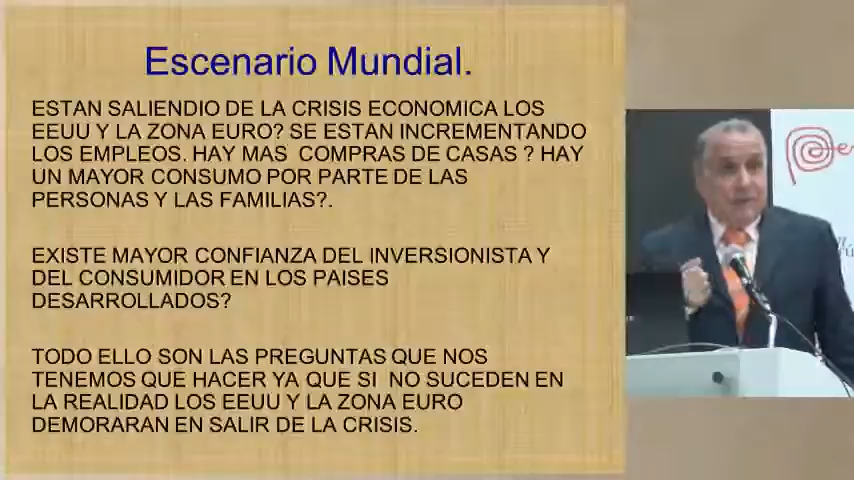 Escenario Mundial.
ESTAN SALIENDIO DE LA CRISIS ECONOMICA LOS
EEUU Y LA ZONA EURO? SE ESTAN INCREMENTANDO
LOS EMPLEOS. HAY MAS  COMPRAS DE CASAS ? HAY
UN MAYOR CONSUMO POR PARTE DE LAS
PERSONAS Y LAS FAMILIAS?.
EXISTE MAYOR CONFIANZA DEL INVERSIONISTA Y
DEL CONSUMIDOR EN LOS PAISES
DESARROLLADOS?
TODO ELLO SON LAS PREGUNTAS QUE NOS
TENEMOS QUE HACER YA QUE SI  NO SUCEDEN EN
LA REALIDAD LOS EEUU Y LA ZONA EURO
DEMORARAN EN SALIR DE LA CRISIS.